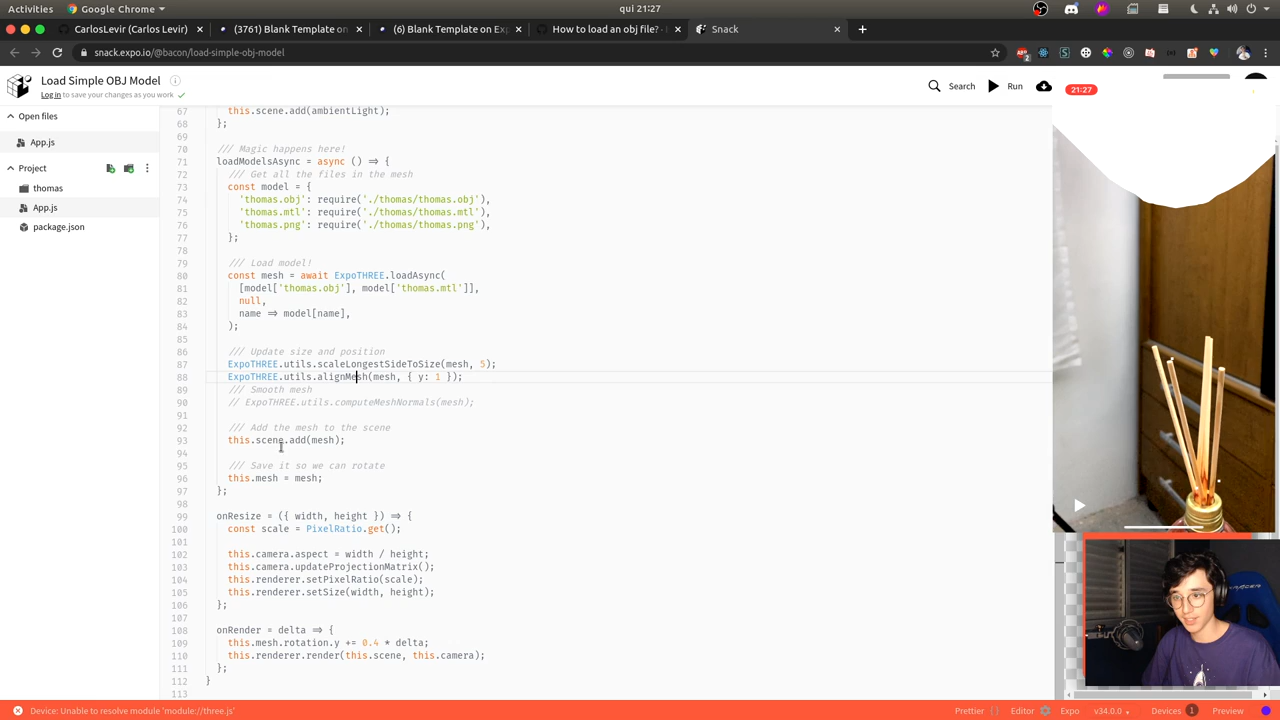 Activities
Google Chrome
qui 21:27
CarlosLevir (Carlos Levir)
(3761) Blank Template on
(6) Blank Template on Exp
How to load an obj file? -
Snack
snack.expo.io/@bacon/load-simple-obj-model
Load Simple OBJ Model
Log in to save your changes as you work
Search
Run
21:27
Open files
App.js
Project
thomas
App.js
package.json
67 this.scene.add(ambientLight);
68 };
69
70 /// Magic happens here!
71 loadModelsAsync = async () => {
72 /// Get all the files in the mesh
73 const model = {
74 'thomas.obj': require('./thomas/thomas.obj'),
75 'thomas.mtl': require('./thomas/thomas.mtl'),
76 'thomas.png': require('./thomas/thomas.png'),
77 };
78
79 /// Load model!
80 const mesh = await ExpoTHREE.loadAsync(
81 [model['thomas.obj'], model['thomas.mtl']],
82 null,
83 name => model[name],
84 );
85
86 /// Update size and position
87 ExpoTHREE.utils.scaleLongestSideToSize(mesh, 5);
88 ExpoTHREE.utils.alignMesh(mesh, { y: 1 });
89 /// Smooth mesh
90 // ExpoTHREE.utils.computeMeshNormals(mesh);
91
92 /// Add the mesh to the scene
93 this.scene.add(mesh);
94
95 /// Save it so we can rotate
96 this.mesh = mesh;
97 };
98
99 onResize = ({ width, height }) => {
100 const scale = PixelRatio.get();
101
102 this.camera.aspect = width / height;
103 this.camera.updateProjectionMatrix();
104 this.renderer.setPixelRatio(scale);
105 this.renderer.setSize(width, height);
106 };
107
108 onRender = delta => {
109 this.mesh.rotation.y += 0.4 * delta;
110 this.renderer.render(this.scene, this.camera);
111 };
112 }
113
Device: Unable to resolve module 'module://three.js'
Prettier {}
Editor
Expo
v34.0.0
Devices 1
Preview